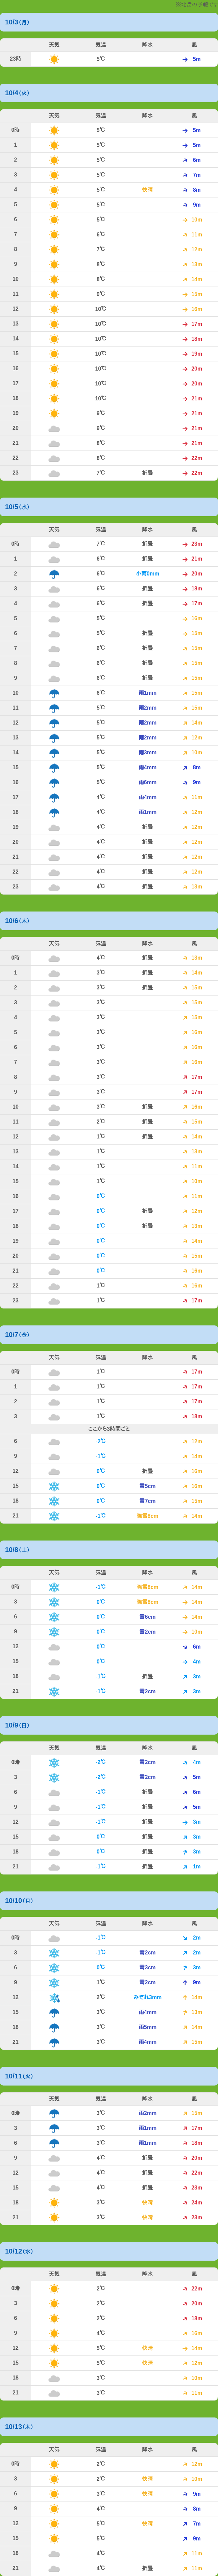 10/3(月)
天気 気温 降水 風
23時 5℃ 5m
10/4(火)
天気 気温 降水 風
0時 5℃ 5m
1 5℃ 5m
2 5℃ 6m
3 5℃ 7m
4 5℃ 快晴 8m
5 5℃ 9m
6 5℃ 10m
7 6℃ 11m
8 7℃ 12m
9 8℃ 13m
10 8℃ 14m
11 9℃ 15m
12 10℃ 16m
13 10℃ 17m
14 10℃ 18m
15 10℃ 19m
16 10℃ 20m
17 10℃ 20m
18 10℃ 21m
19 9℃ 21m
20 9℃ 21m
21 8℃ 21m
22 8℃ 22m
23 7℃ 折曇 22m
10/5(水)
天気 気温 降水 風
0時 7℃ 折曇 23m
1 6℃ 折曇 21m
2 6℃ 小雨0mm 20m
3 6℃ 折曇 18m
4 6℃ 折曇 17m
5 5℃ 16m
6 5℃ 折曇 15m
7 6℃ 折曇 15m
8 6℃ 折曇 15m
9 6℃ 折曇 15m
10 6℃ 雨1mm 15m
11 5℃ 雨2mm 15m
12 5℃ 雨2mm 14m
13 5℃ 雨2mm 12m
14 5℃ 雨3mm 10m
15 5℃ 雨4mm 8m
16 5℃ 雨6mm 9m
17 4℃ 雨4mm 11m
18 4℃ 雨1mm 12m
19 4℃ 折曇 12m
20 4℃ 折曇 12m
21 4℃ 折曇 12m
22 4℃ 折曇 12m
23 4℃ 折曇 13m
10/6(木)
天気 気温 降水 風
0時 4℃ 折曇 13m
1 3℃ 折曇 14m
2 3℃ 折曇 15m
3 3℃ 15m
4 3℃ 15m
5 3℃ 16m
6 3℃ 16m
7 3℃ 16m
8 3℃ 17m
9 3℃ 17m
10 3℃ 折曇 16m
11 2℃ 折曇 15m
12 1℃ 折曇 14m
13 1℃ 13m
14 1℃ 11m
15 1℃ 10m
16 0℃ 11m
17 0℃ 折曇 12m
18 0℃ 折曇 13m
19 0℃ 14m
20 0℃ 15m
21 0℃ 16m
22 1℃ 16m
23 1℃ 17m
10/7(金)
天気 気温 降水 風
0時 1℃ 17m
1 1℃ 17m
2 1℃ 17m
3 1℃ 18m
ここから3時間ごと
6 -2℃ 12m
9 -1℃ 14m
12 0℃ 折曇 16m
15 0℃ 雪5cm 16m
18 0℃ 雪7cm 15m
21 -1℃ 強雪9cm 14m
10/8(土)
天気 気温 降水 風
0時 -1℃ 強雪9cm 14m
3 0℃ 強雪9cm 14m
6 0℃ 雪6cm 14m
9 0℃ 雪2cm 10m
12 0℃ 6m
15 0℃ 4m
18 -1℃ 折曇 3m
21 -1℃ 雪2cm 3m
10/9(日)
天気 気温 降水 風
0時 -2℃ 雪2cm 4m
3 -2℃ 雪2cm 5m
6 -1℃ 折曇 6m
9 -1℃ 折曇 5m
12 -1℃ 折曇 3m
15 0℃ 折曇 3m
18 0℃ 折曇 3m
21 -1℃ 折曇 1m
10/10(月)
天気 気温 降水 風
0時 -1℃ 2m
3 -1℃ 雪2cm 2m
6 0℃ 雪3cm 3m
9 1℃ 雪2cm 9m
12 2℃ みぞれ3mm 14m
15 3℃ 雨4mm 13m
18 3℃ 雨5mm 14m
21 3℃ 雨4mm 15m
10/11(火)
天気 気温 降水 風
0時 3℃ 雨2mm 15m
3 3℃ 雨1mm 17m
6 3℃ 雨1mm 18m
9 4℃ 折曇 20m
12 4℃ 折曇 22m
15 4℃ 折曇 23m
18 3℃ 快晴 24m
21 3℃ 快晴 23m
10/12(水)
天気 気温 降水 風
0時 2℃ 22m
3 2℃ 20m
6 2℃ 18m
9 4℃ 16m
12 5℃ 快晴 14m
15 5℃ 快晴 12m
18 3℃ 10m
21 3℃ 11m
10/13(木)
天気 気温 降水 風
0時 2℃ 12m
3 2℃ 快晴 10m
6 3℃ 快晴 9m
9 4℃ 8m
12 5℃ 快晴 7m
15 5℃ 9m
18 4℃ 11m
21 4℃ 折曇 11m